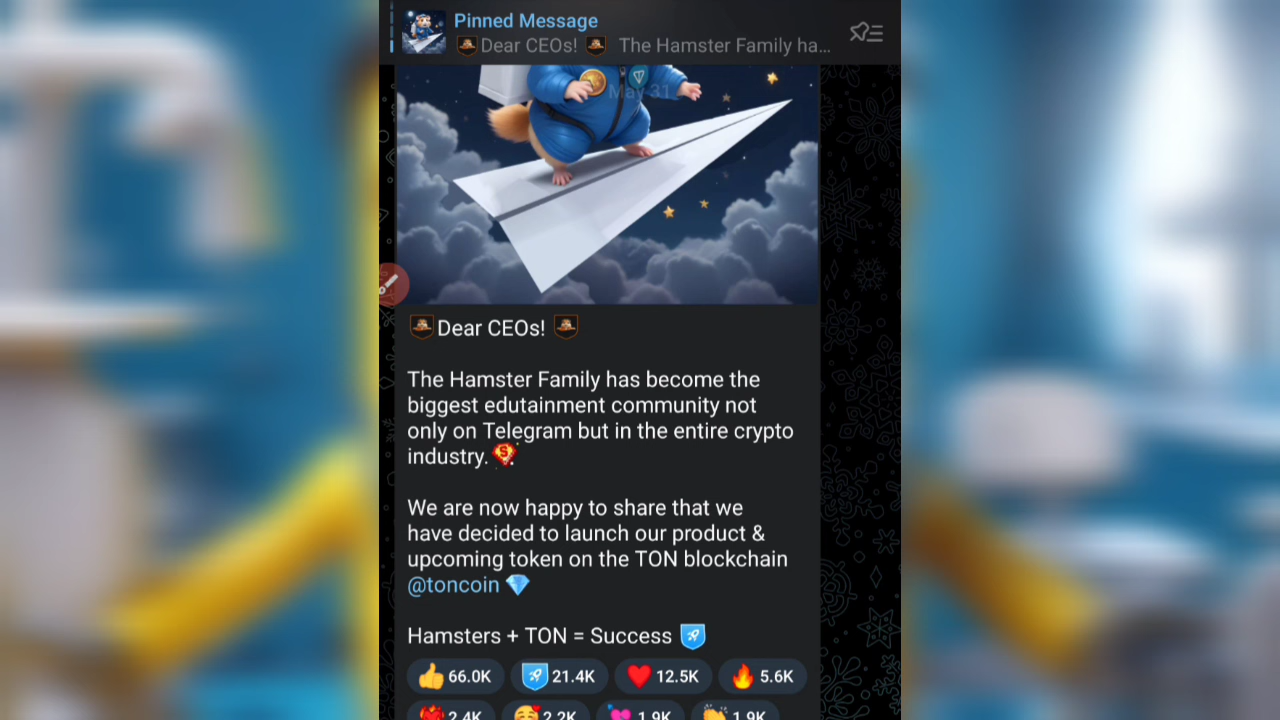 Pinned Message
Dear CEOs! The Hamster Family ha...
May 31
Dear CEOs!
The Hamster Family has become the
biggest edutainment community not
only on Telegram but in the entire crypto
industry.
We are now happy to share that we
have decided to launch our product &
upcoming token on the TON blockchain
@toncoin
Hamsters + TON = Success
66.0K 21.4K 12.5K 5.6K
2.4K 2.2K 1.9K 1.9K